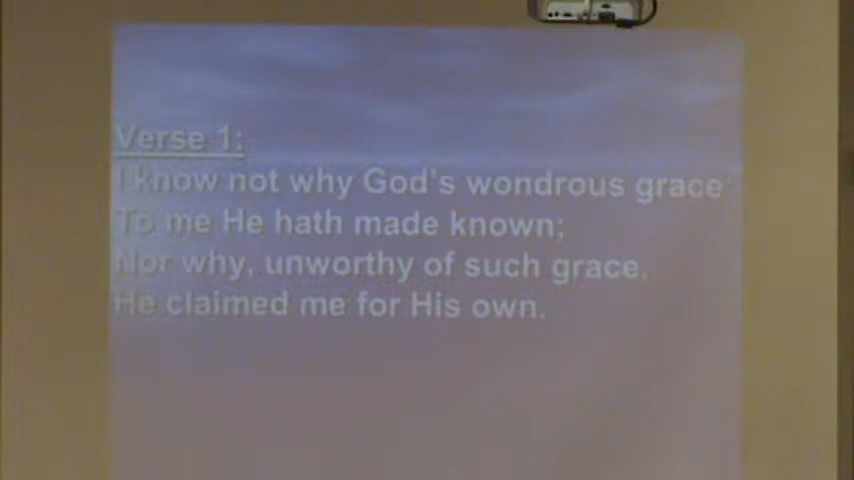 Verse 1:
I know not why God's wondrous grace
To me He hath made known;
Nor why, unworthy of such grace,
He claimed me for His own.